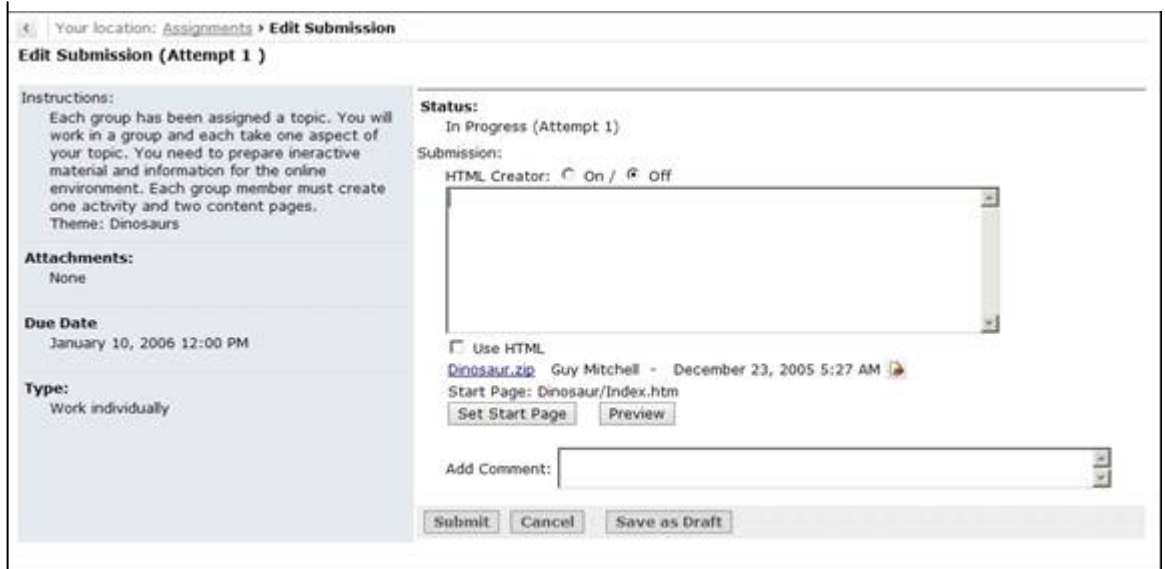 Your location: Assignments › Edit Submission
Edit Submission (Attempt 1 )
Instructions:
Each group has been assigned a topic. You will
work in a group and each take one aspect of
your topic. You need to prepare ineractive
material and information for the online
environment. Each group member must create
one activity and two content pages.
Theme: Dinosaurs
Attachments:
None
Due Date
January 10, 2006 12:00 PM
Type:
Work individually
Status:
In Progress (Attempt 1)
Submission:
HTML Creator: On / Off
Use HTML
Dinosaur.zip Guy Mitchell - December 23, 2005 5:27 AM
Start Page: Dinosaur/Index.htm
Set Start Page Preview
Add Comment:
Submit Cancel Save as Draft